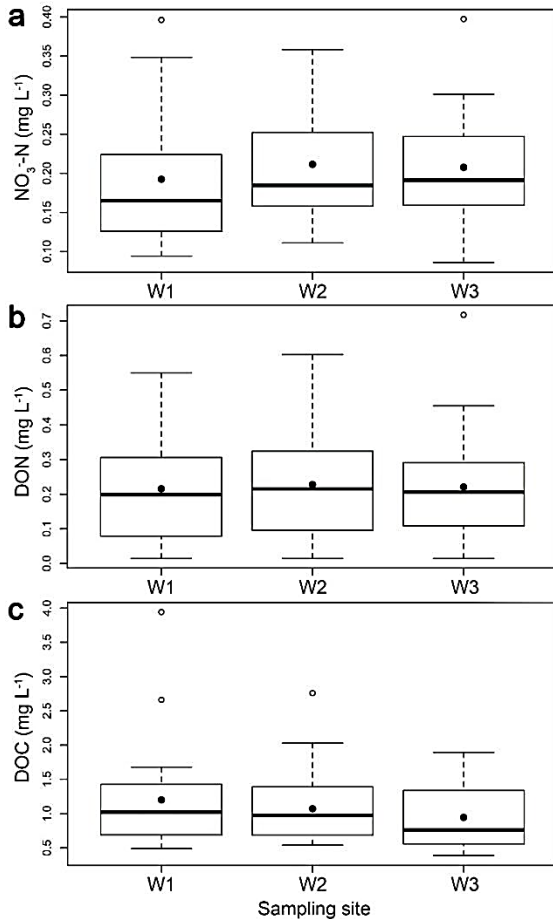 a
NO₃⁻-N (mg L⁻¹)
0.40
0.35
0.30
0.25
0.20
0.15
0.10
W1 W2 W3
b
DON (mg L⁻¹)
0.7
0.6
0.5
0.4
0.3
0.2
0.1
0.0
W1 W2 W3
c
DOC (mg L⁻¹)
4.0
3.5
3.0
2.5
2.0
1.5
1.0
0.5
W1 W2 W3
Sampling site